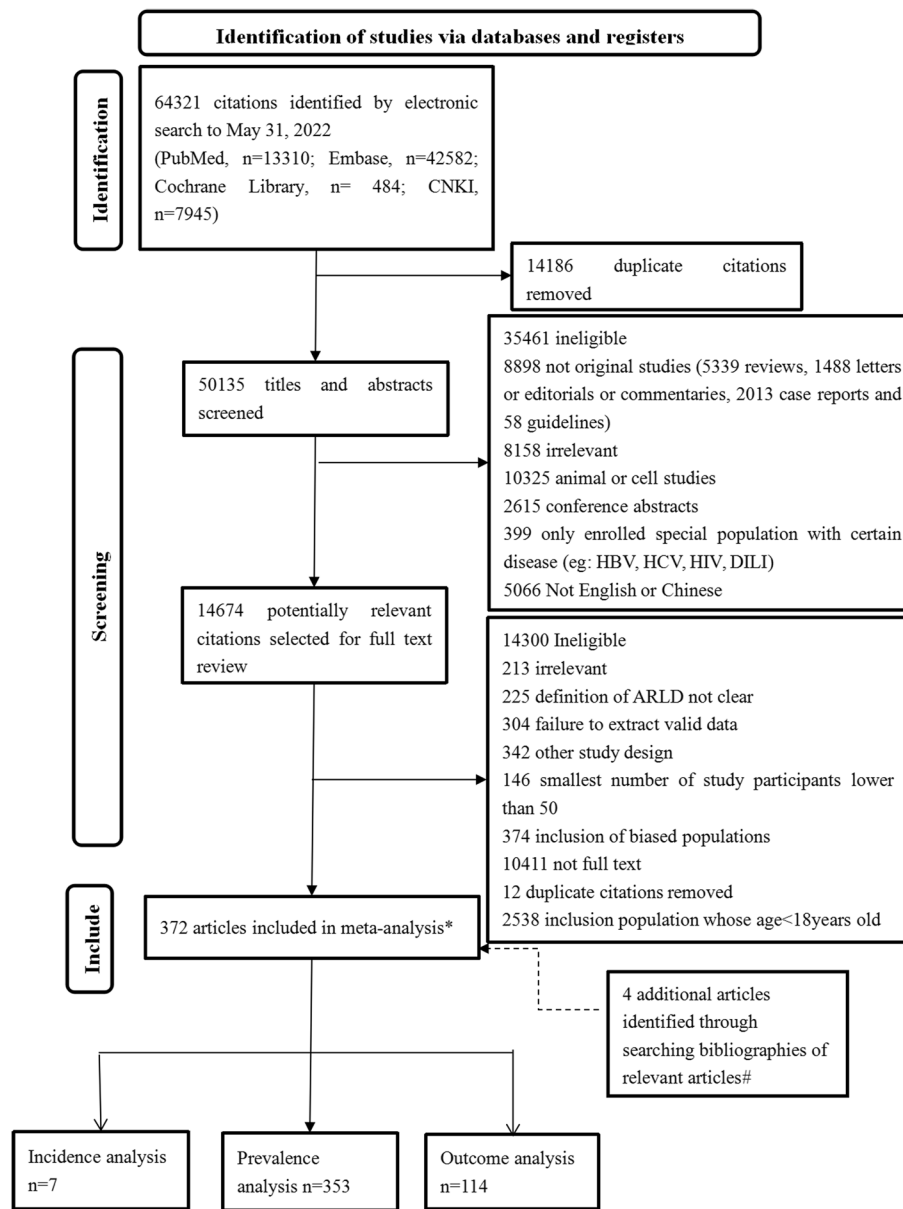 Identification of studies via databases and registers
Identification
64321 citations identified by electronic
search to May 31, 2022
(PubMed, n=13310; Embase, n=42582;
Cochrane Library, n= 484; CNKI,
n=7945)
14186 duplicate citations
removed
Screening
50135 titles and abstracts
screened
35461 ineligible
8898 not original studies (5339 reviews, 1488 letters
or editorials or commentaries, 2013 case reports and
58 guidelines)
8158 irrelevant
10325 animal or cell studies
2615 conference abstracts
399 only enrolled special population with certain
disease (eg: HBV, HCV, HIV, DILI)
5066 Not English or Chinese
14674 potentially relevant
citations selected for full text
review
14300 Ineligible
213 irrelevant
225 definition of ARLD not clear
304 failure to extract valid data
342 other study design
146 smallest number of study participants lower
than 50
374 inclusion of biased populations
10411 not full text
12 duplicate citations removed
2538 inclusion population whose age<18years old
Include
372 articles included in meta-analysis*
4 additional articles
identified through
searching bibliographies of
relevant articles#
Incidence analysis
n=7
Prevalence
analysis n=353
Outcome analysis
n=114